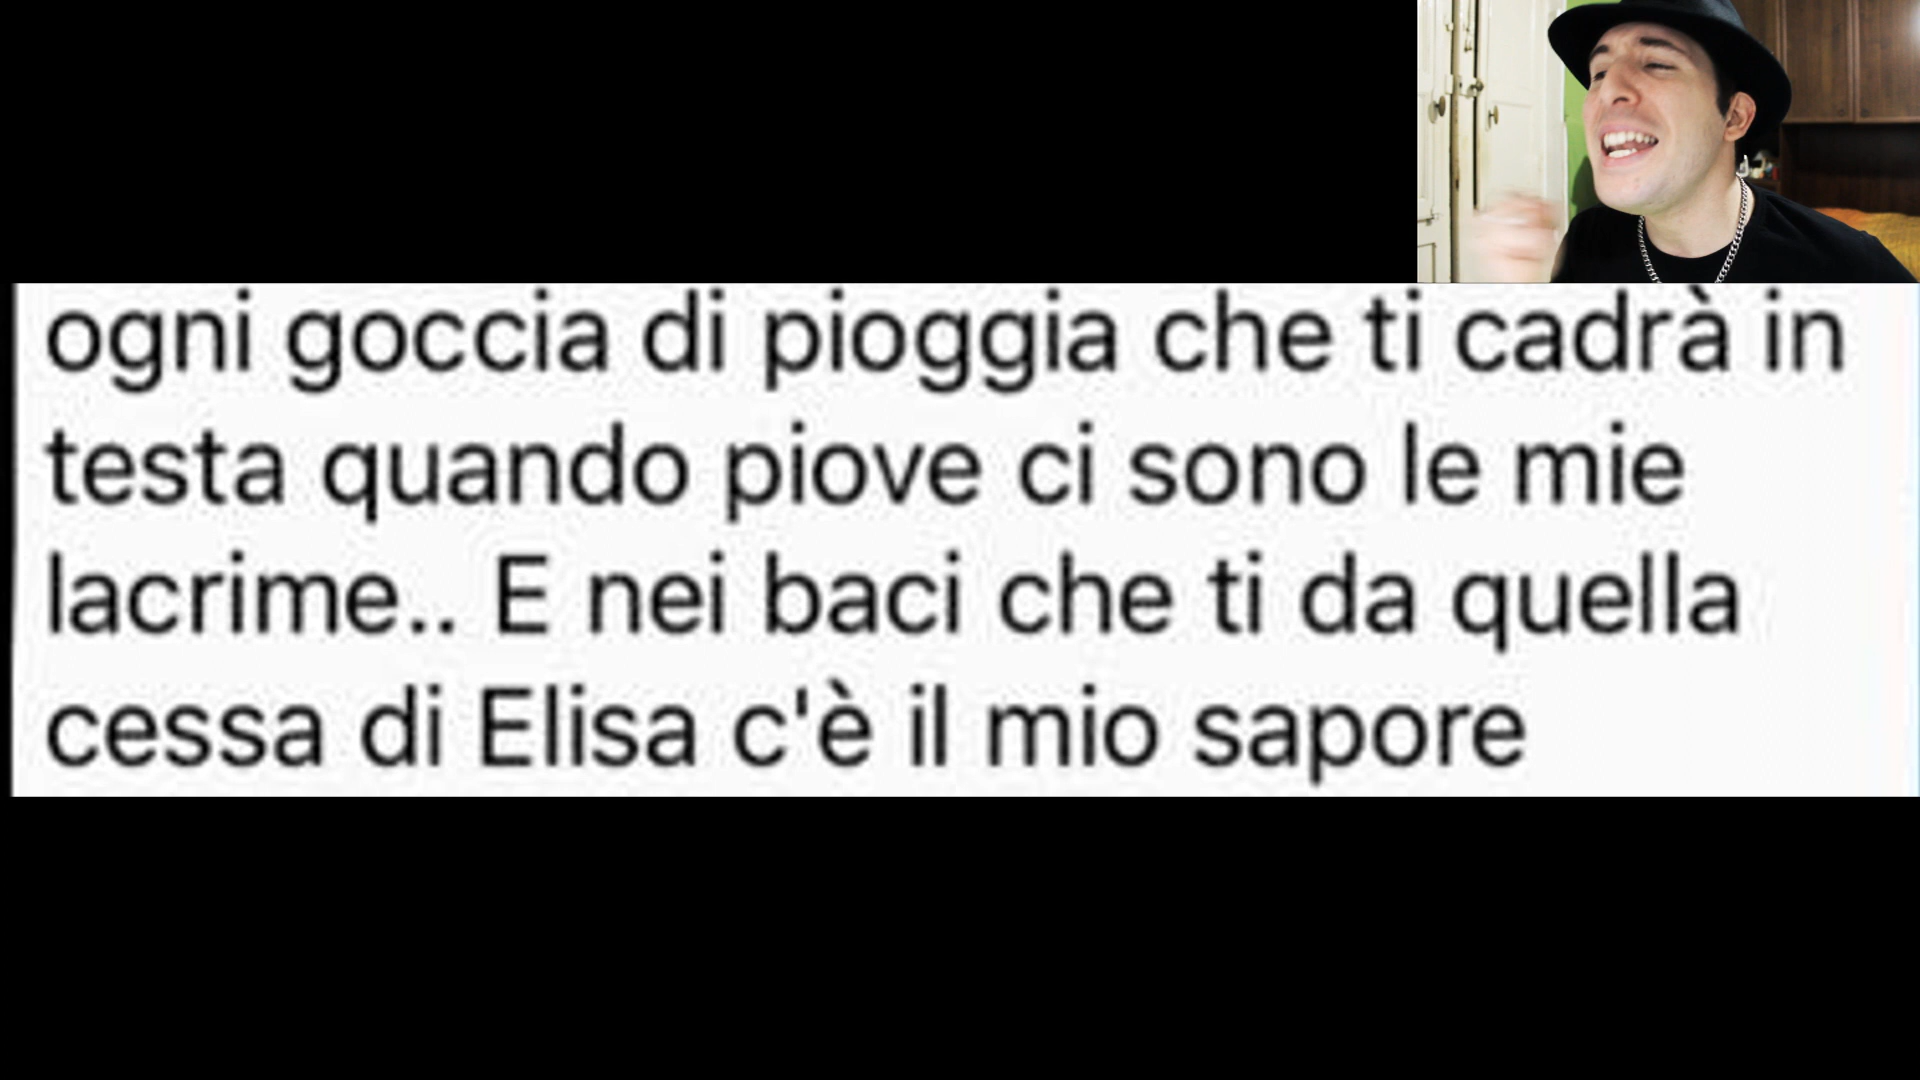 ogni goccia di pioggia che ti cadrà in
testa quando piove ci sono le mie
lacrime.. E nei baci che ti da quella
cessa di Elisa c'è il mio sapore